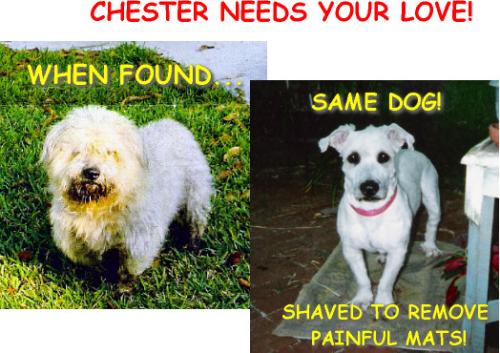 CHESTER NEEDS YOUR LOVE!
WHEN FOUND...
SAME DOG!
SHAVED TO REMOVE
PAINFUL MATS!